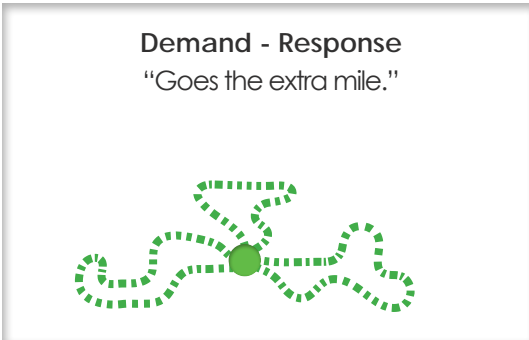 Demand - Response
“Goes the extra mile.”